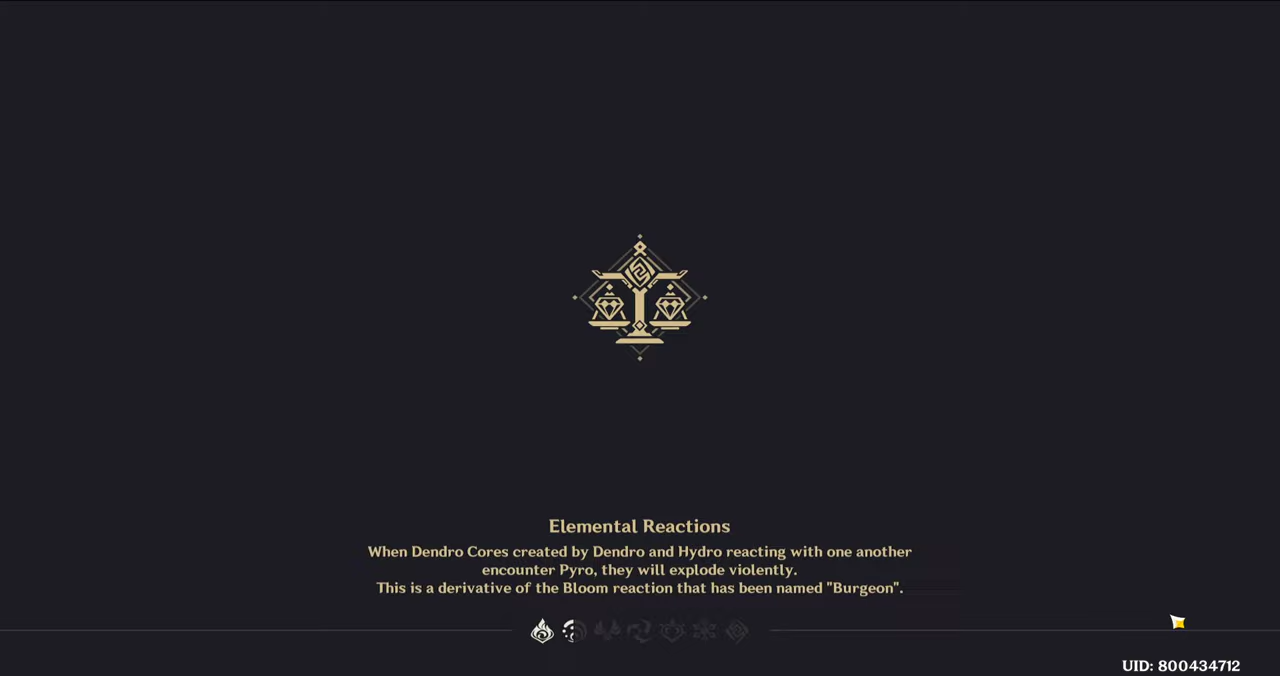 Elemental Reactions
When Dendro Cores created by Dendro and Hydro reacting with one another
encounter Pyro, they will explode violently.
This is a derivative of the Bloom reaction that has been named "Burgeon".
UID: 800434712